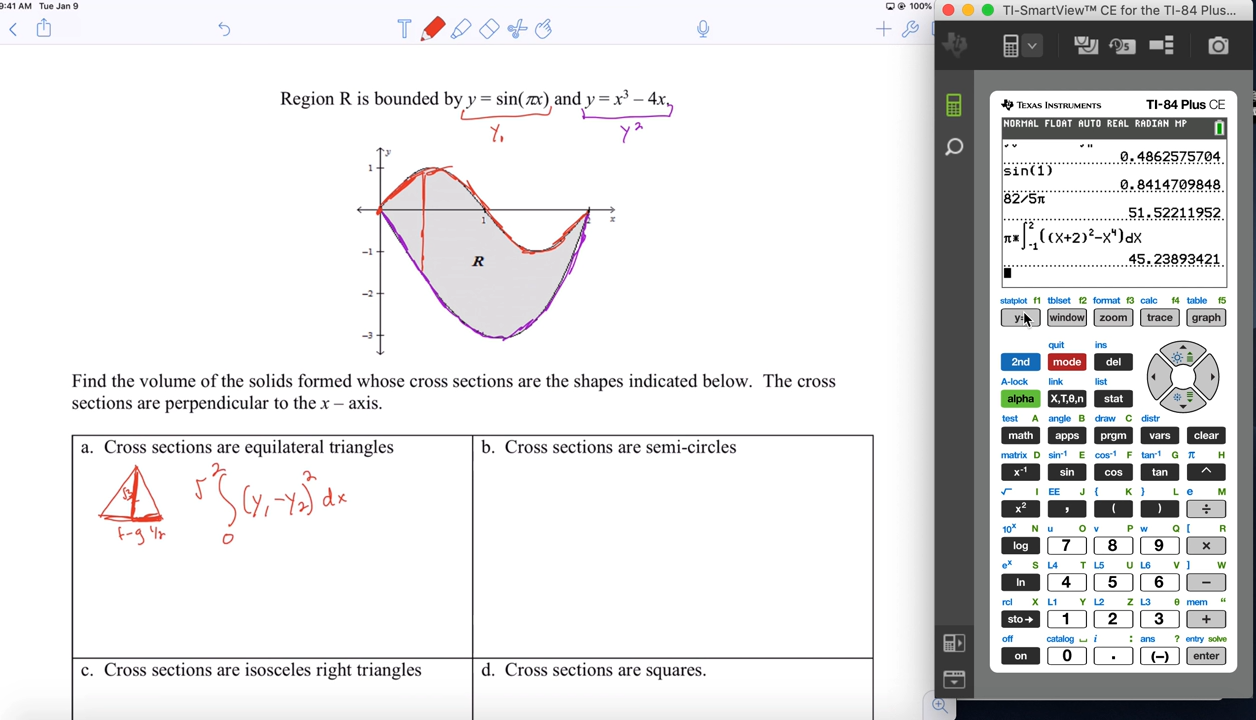 9:41 AM Tue Jan 9
100%
TI-SmartView™ CE for the TI-84 Plus...
Region R is bounded by y = sin(πx) and y = x³ – 4x.
y₁
y²
y
1
1
x
−1
−2
−3
R
TEXAS INSTRUMENTS TI-84 Plus CE
NORMAL FLOAT AUTO REAL RADIAN MP
0.4862575704
sin(1)
0.8414709848
82/5π
51.52211952
π*∫₋₁²((X+2)²-X⁴)dX
45.23893421
statplot f1 tblset f2 format f3 calc f4 table f5
y= window zoom trace graph
quit ins
2nd mode del
A-lock link list
alpha X,T,θ,n stat
test A angle B draw C distr
math apps prgm vars clear
matrix D sin⁻¹ E cos⁻¹ F tan⁻¹ G π H
x⁻¹ sin cos tan ^
√ I EE J { K } L e M
x² , ( ) ÷
10ˣ N u O v P w Q [ R
log 7 8 9 ×
eˣ S L4 T L5 U L6 V ] W
ln 4 5 6 −
rcl X L1 Y L2 Z L3 θ mem "
sto→ 1 2 3 +
off catalog ⎵ i : ans ? entry solve
on 0 . (−) enter
Find the volume of the solids formed whose cross sections are the shapes indicated below. The cross
sections are perpendicular to the x – axis.
a. Cross sections are equilateral triangles
f-g 1/2
∫₀² (y₁-y₂)² dx
b. Cross sections are semi-circles
c. Cross sections are isosceles right triangles
d. Cross sections are squares.